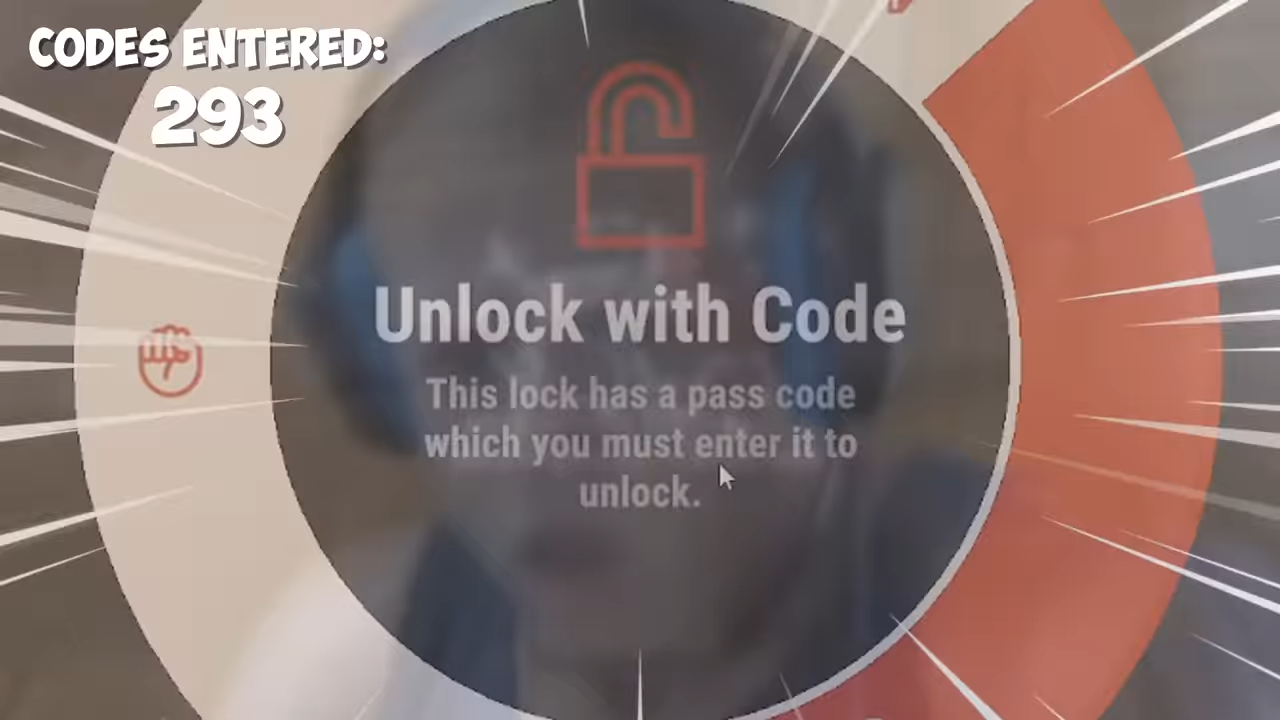 CODES ENTERED:
293
Unlock with Code
This lock has a pass code
which you must enter it to
unlock.